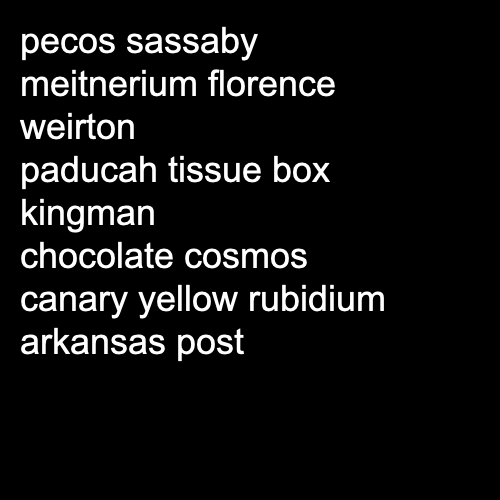 pecos sassaby
meitnerium florence
weirton
paducah tissue box
kingman
chocolate cosmos
canary yellow rubidium
arkansas post